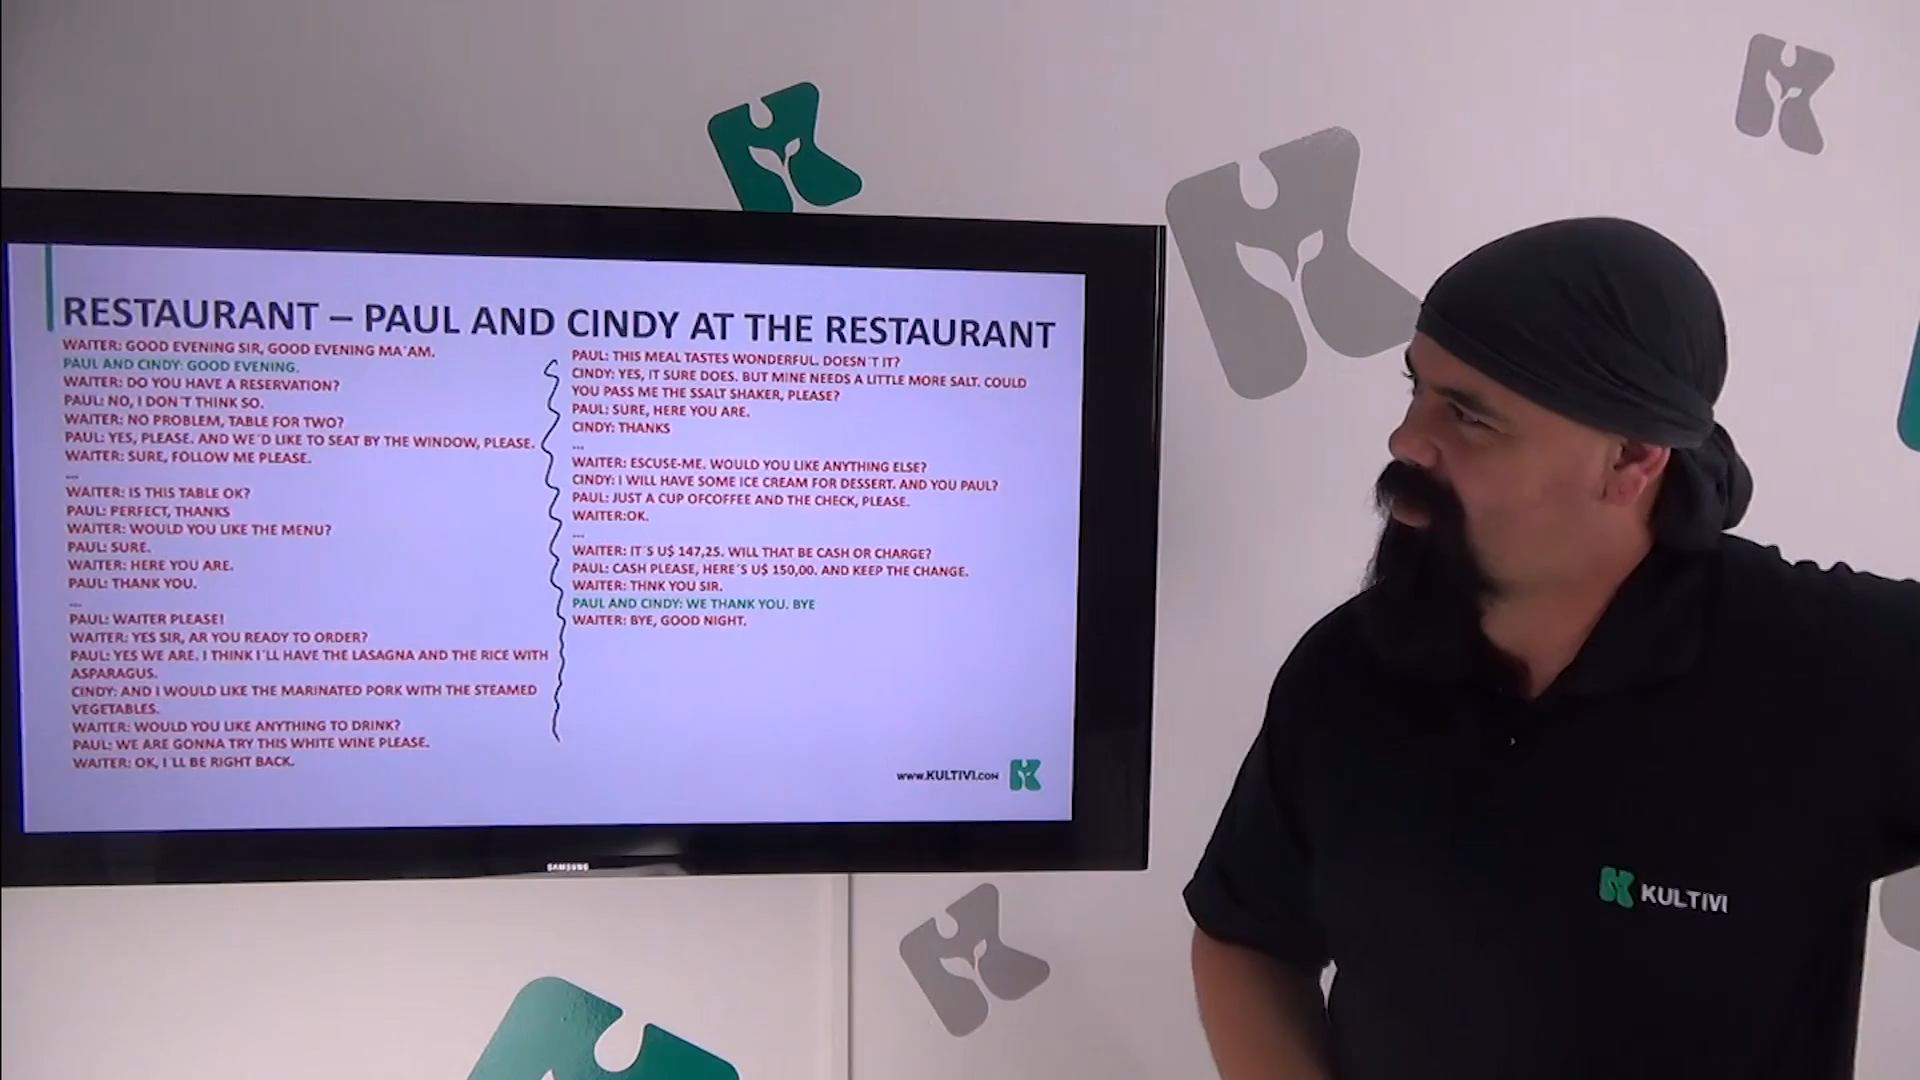 RESTAURANT – PAUL AND CINDY AT THE RESTAURANT
WAITER: GOOD EVENING SIR, GOOD EVENING MA´AM.
PAUL AND CINDY: GOOD EVENING.
WAITER: DO YOU HAVE A RESERVATION?
PAUL: NO, I DON´T THINK SO.
WAITER: NO PROBLEM, TABLE FOR TWO?
PAUL: YES, PLEASE. AND WE´D LIKE TO SEAT BY THE WINDOW, PLEASE.
WAITER: SURE, FOLLOW ME PLEASE.
...
WAITER: IS THIS TABLE OK?
PAUL: PERFECT, THANKS
WAITER: WOULD YOU LIKE THE MENU?
PAUL: SURE.
WAITER: HERE YOU ARE.
PAUL: THANK YOU.
...
PAUL: WAITER PLEASE!
WAITER: YES SIR, AR YOU READY TO ORDER?
PAUL: YES WE ARE. I THINK I´LL HAVE THE LASAGNA AND THE RICE WITH
ASPARAGUS.
CINDY: AND I WOULD LIKE THE MARINATED PORK WITH THE STEAMED
VEGETABLES.
WAITER: WOULD YOU LIKE ANYTHING TO DRINK?
PAUL: WE ARE GONNA TRY THIS WHITE WINE PLEASE.
WAITER: OK, I´LL BE RIGHT BACK.
PAUL: THIS MEAL TASTES WONDERFUL. DOESN´T IT?
CINDY: YES, IT SURE DOES. BUT MINE NEEDS A LITTLE MORE SALT. COULD
YOU PASS ME THE SSALT SHAKER, PLEASE?
PAUL: SURE, HERE YOU ARE.
CINDY: THANKS
...
WAITER: ESCUSE-ME. WOULD YOU LIKE ANYTHING ELSE?
CINDY: I WILL HAVE SOME ICE CREAM FOR DESSERT. AND YOU PAUL?
PAUL: JUST A CUP OFCOFFEE AND THE CHECK, PLEASE.
WAITER:OK.
...
WAITER: IT´S U$ 147,25. WILL THAT BE CASH OR CHARGE?
PAUL: CASH PLEASE, HERE´S U$ 150,00. AND KEEP THE CHANGE.
WAITER: THNK YOU SIR.
PAUL AND CINDY: WE THANK YOU. BYE
WAITER: BYE, GOOD NIGHT.
WWW.KULTIVI.COM
SAMSUNG
KULTIVI